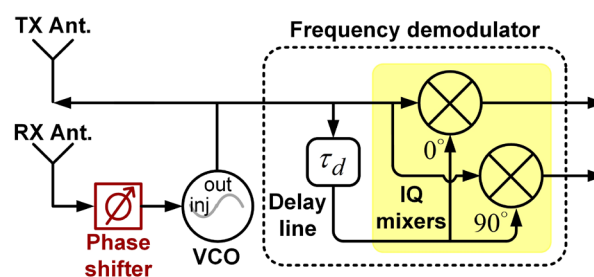 TX Ant.
Frequency demodulator
RX Ant.
0°
τd
out
inj
Delay
line
IQ
mixers
90°
Phase
shifter
VCO